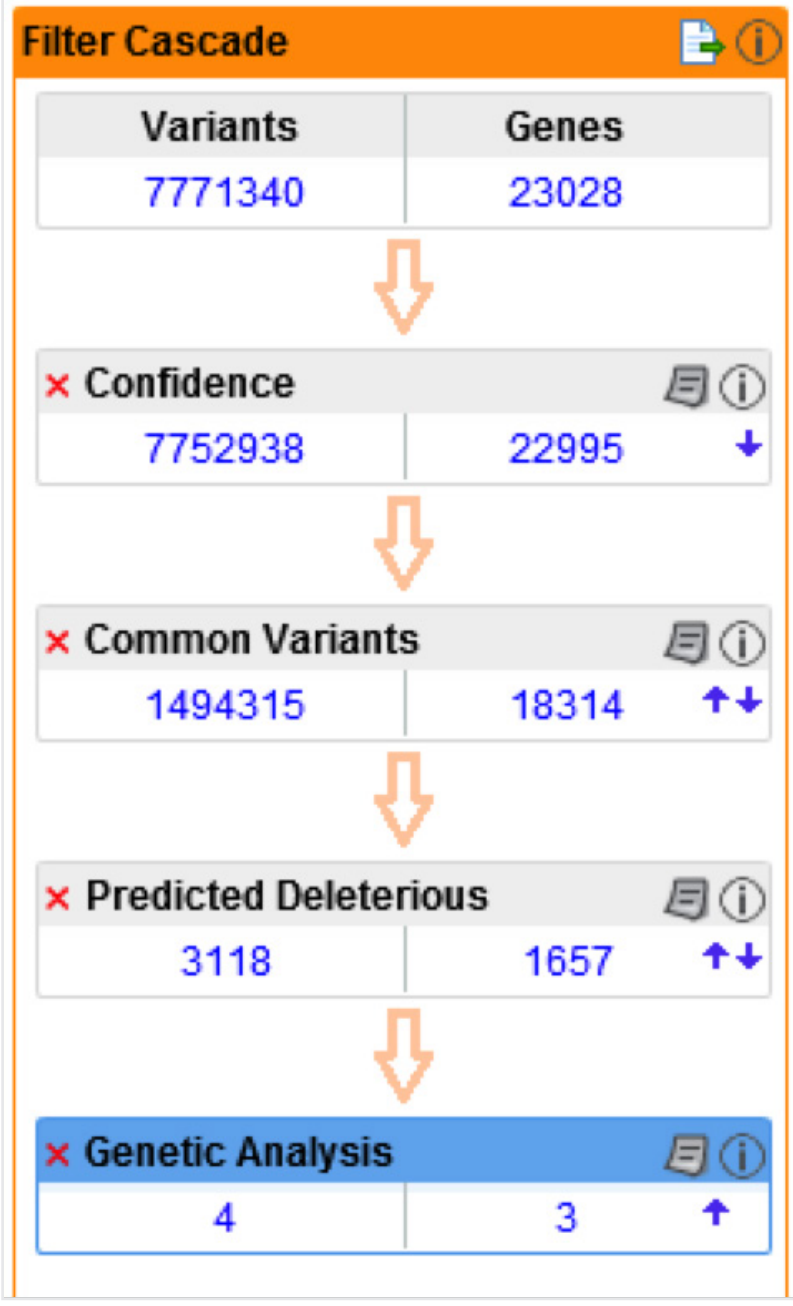 Filter Cascade
Variants Genes
7771340 23028
Confidence
7752938 22995
Common Variants
1494315 18314
Predicted Deleterious
3118 1657
Genetic Analysis
4 3